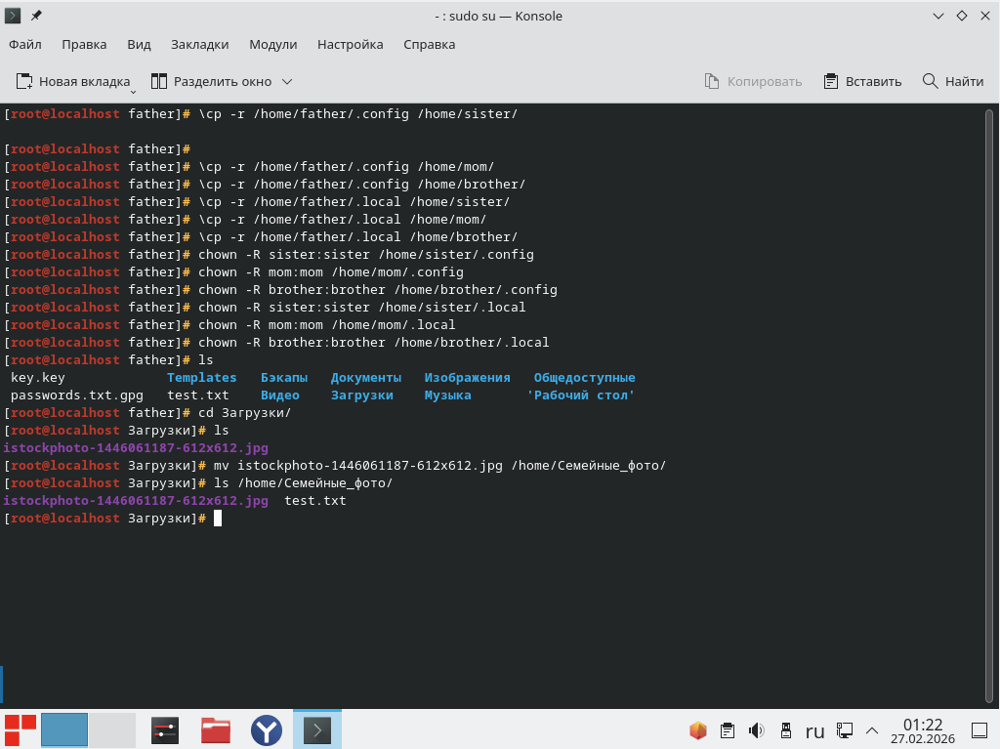 - : sudo su — Konsole
Файл Правка Вид Закладки Модули Настройка Справка
Новая вкладка Разделить окно Копировать Вставить Найти
[root@localhost father]# \cp -r /home/father/.config /home/sister/
[root@localhost father]#
[root@localhost father]# \cp -r /home/father/.config /home/mom/
[root@localhost father]# \cp -r /home/father/.config /home/brother/
[root@localhost father]# \cp -r /home/father/.local /home/sister/
[root@localhost father]# \cp -r /home/father/.local /home/mom/
[root@localhost father]# \cp -r /home/father/.local /home/brother/
[root@localhost father]# chown -R sister:sister /home/sister/.config
[root@localhost father]# chown -R mom:mom /home/mom/.config
[root@localhost father]# chown -R brother:brother /home/brother/.config
[root@localhost father]# chown -R sister:sister /home/sister/.local
[root@localhost father]# chown -R mom:mom /home/mom/.local
[root@localhost father]# chown -R brother:brother /home/brother/.local
[root@localhost father]# ls
key.key Templates Бэкапы Документы Изображения Общедоступные
passwords.txt.gpg test.txt Видео Загрузки Музыка 'Рабочий стол'
[root@localhost father]# cd Загрузки/
[root@localhost Загрузки]# ls
istockphoto-1446061187-612x612.jpg
[root@localhost Загрузки]# mv istockphoto-1446061187-612x612.jpg /home/Семейные_фото/
[root@localhost Загрузки]# ls /home/Семейные_фото/
istockphoto-1446061187-612x612.jpg test.txt
[root@localhost Загрузки]#
ru
01:22
27.02.2026